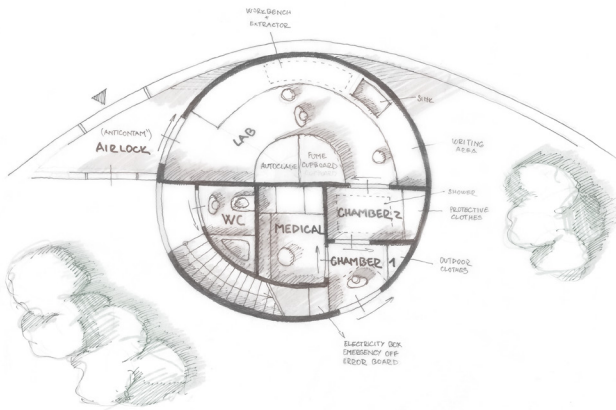 WORKBENCH
+
EXTRACTOR
SINK
(ANTICONTAM')
AIRLOCK
LAB
WRITING
AREA
AUTOCLAVE
FUME
CUPBOARD
SHOWER
WC
CHAMBER 2
PROTECTIVE
CLOTHES
MEDICAL
CHAMBER 1
OUTDOOR
CLOTHES
ELECTRICITY BOX
EMERGENCY OFF
ERROR BOARD